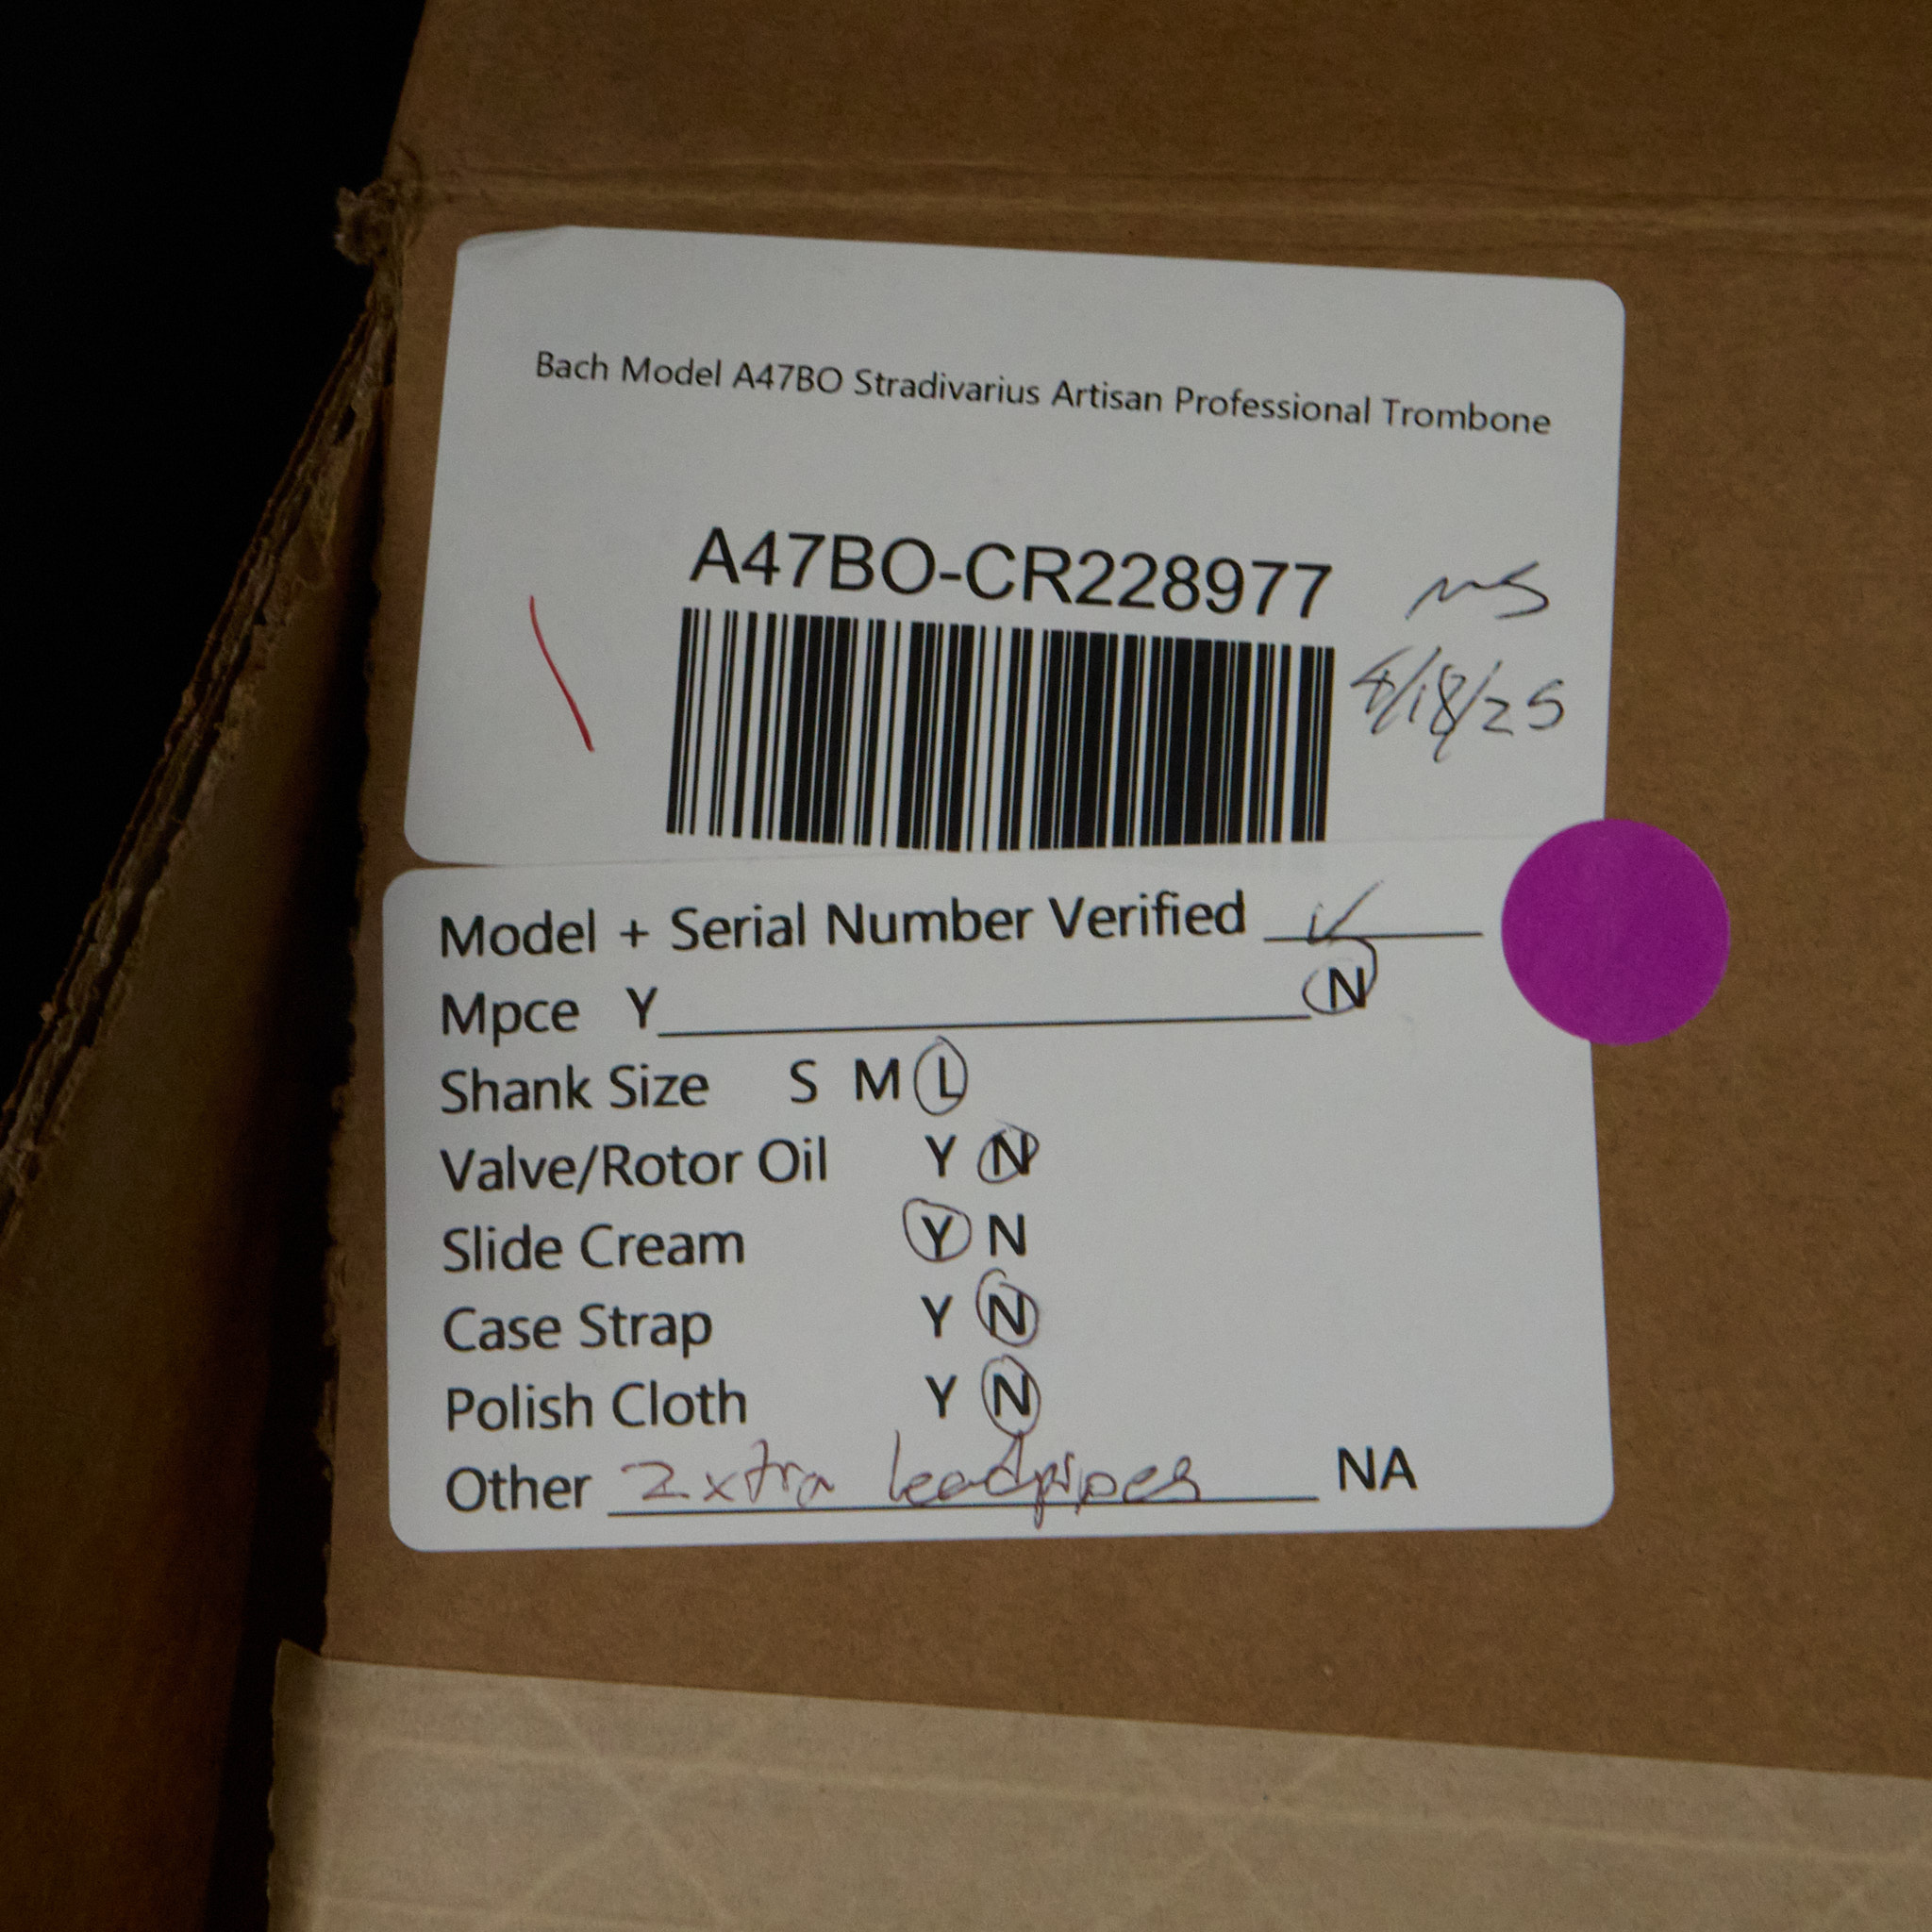 Bach Model A47BO Stradivarius Artisan Professional Trombone
A47BO-CR228977
MS
4/18/25
Model + Serial Number Verified ✓
Mpce Y N
Shank Size S M L
Valve/Rotor Oil Y N
Slide Cream Y N
Case Strap Y N
Polish Cloth Y N
Other 2 xtra leadpipes NA